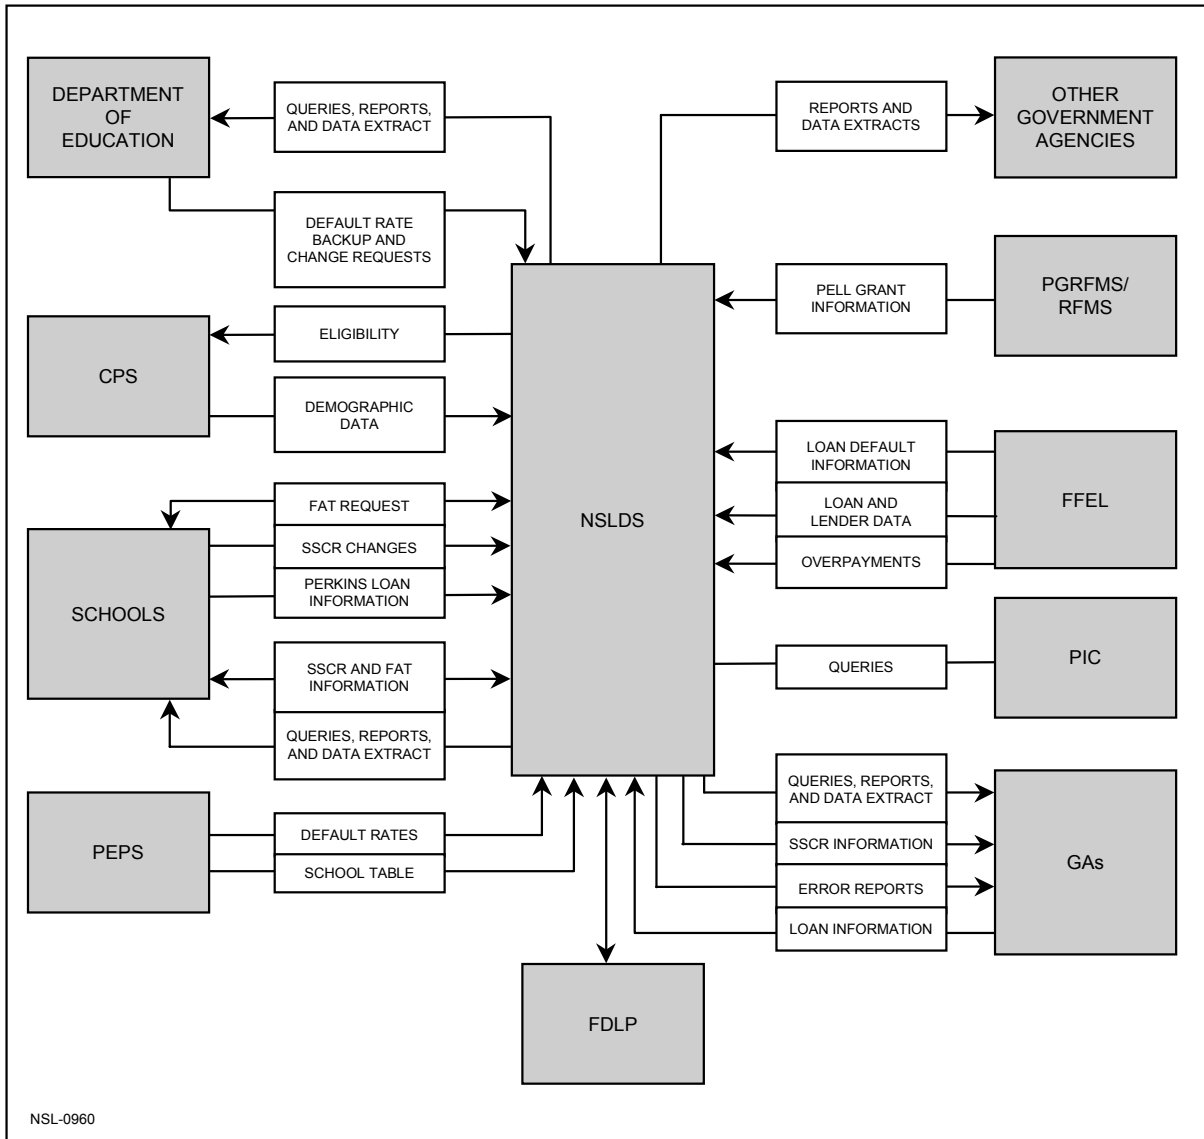 DEPARTMENT
OF
EDUCATION
QUERIES, REPORTS,
AND DATA EXTRACT
DEFAULT RATE
BACKUP AND
CHANGE REQUESTS
CPS
ELIGIBILITY
DEMOGRAPHIC
DATA
SCHOOLS
FAT REQUEST
SSCR CHANGES
PERKINS LOAN
INFORMATION
SSCR AND FAT
INFORMATION
QUERIES, REPORTS,
AND DATA EXTRACT
PEPS
DEFAULT RATES
SCHOOL TABLE
NSLDS
FDLP
REPORTS AND
DATA EXTRACTS
OTHER
GOVERNMENT
AGENCIES
PELL GRANT
INFORMATION
PGRFMS/
RFMS
LOAN DEFAULT
INFORMATION
LOAN AND
LENDER DATA
OVERPAYMENTS
FFEL
QUERIES
PIC
QUERIES, REPORTS,
AND DATA EXTRACT
SSCR INFORMATION
ERROR REPORTS
LOAN INFORMATION
GAs
NSL-0960